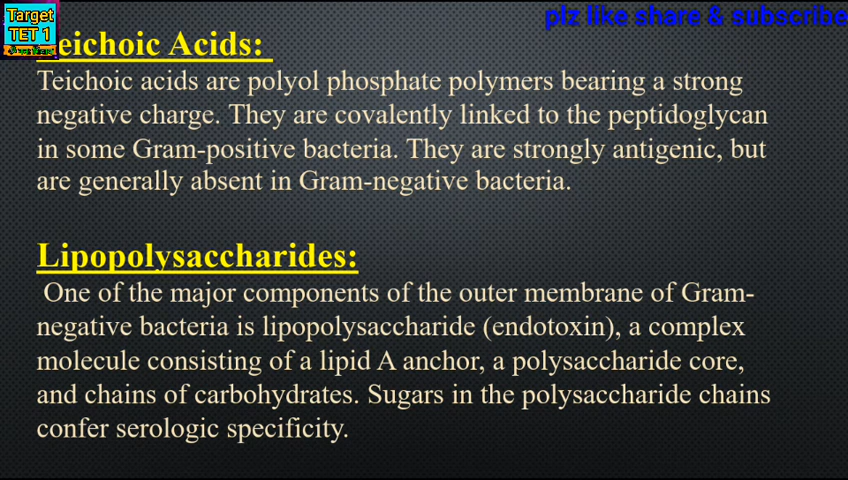 Target
TET 1
plz like share & subscribe
eichoic Acids:
Teichoic acids are polyol phosphate polymers bearing a strong
negative charge. They are covalently linked to the peptidoglycan
in some Gram-positive bacteria. They are strongly antigenic, but
are generally absent in Gram-negative bacteria.
Lipopolysaccharides:
One of the major components of the outer membrane of Gram-
negative bacteria is lipopolysaccharide (endotoxin), a complex
molecule consisting of a lipid A anchor, a polysaccharide core,
and chains of carbohydrates. Sugars in the polysaccharide chains
confer serologic specificity.